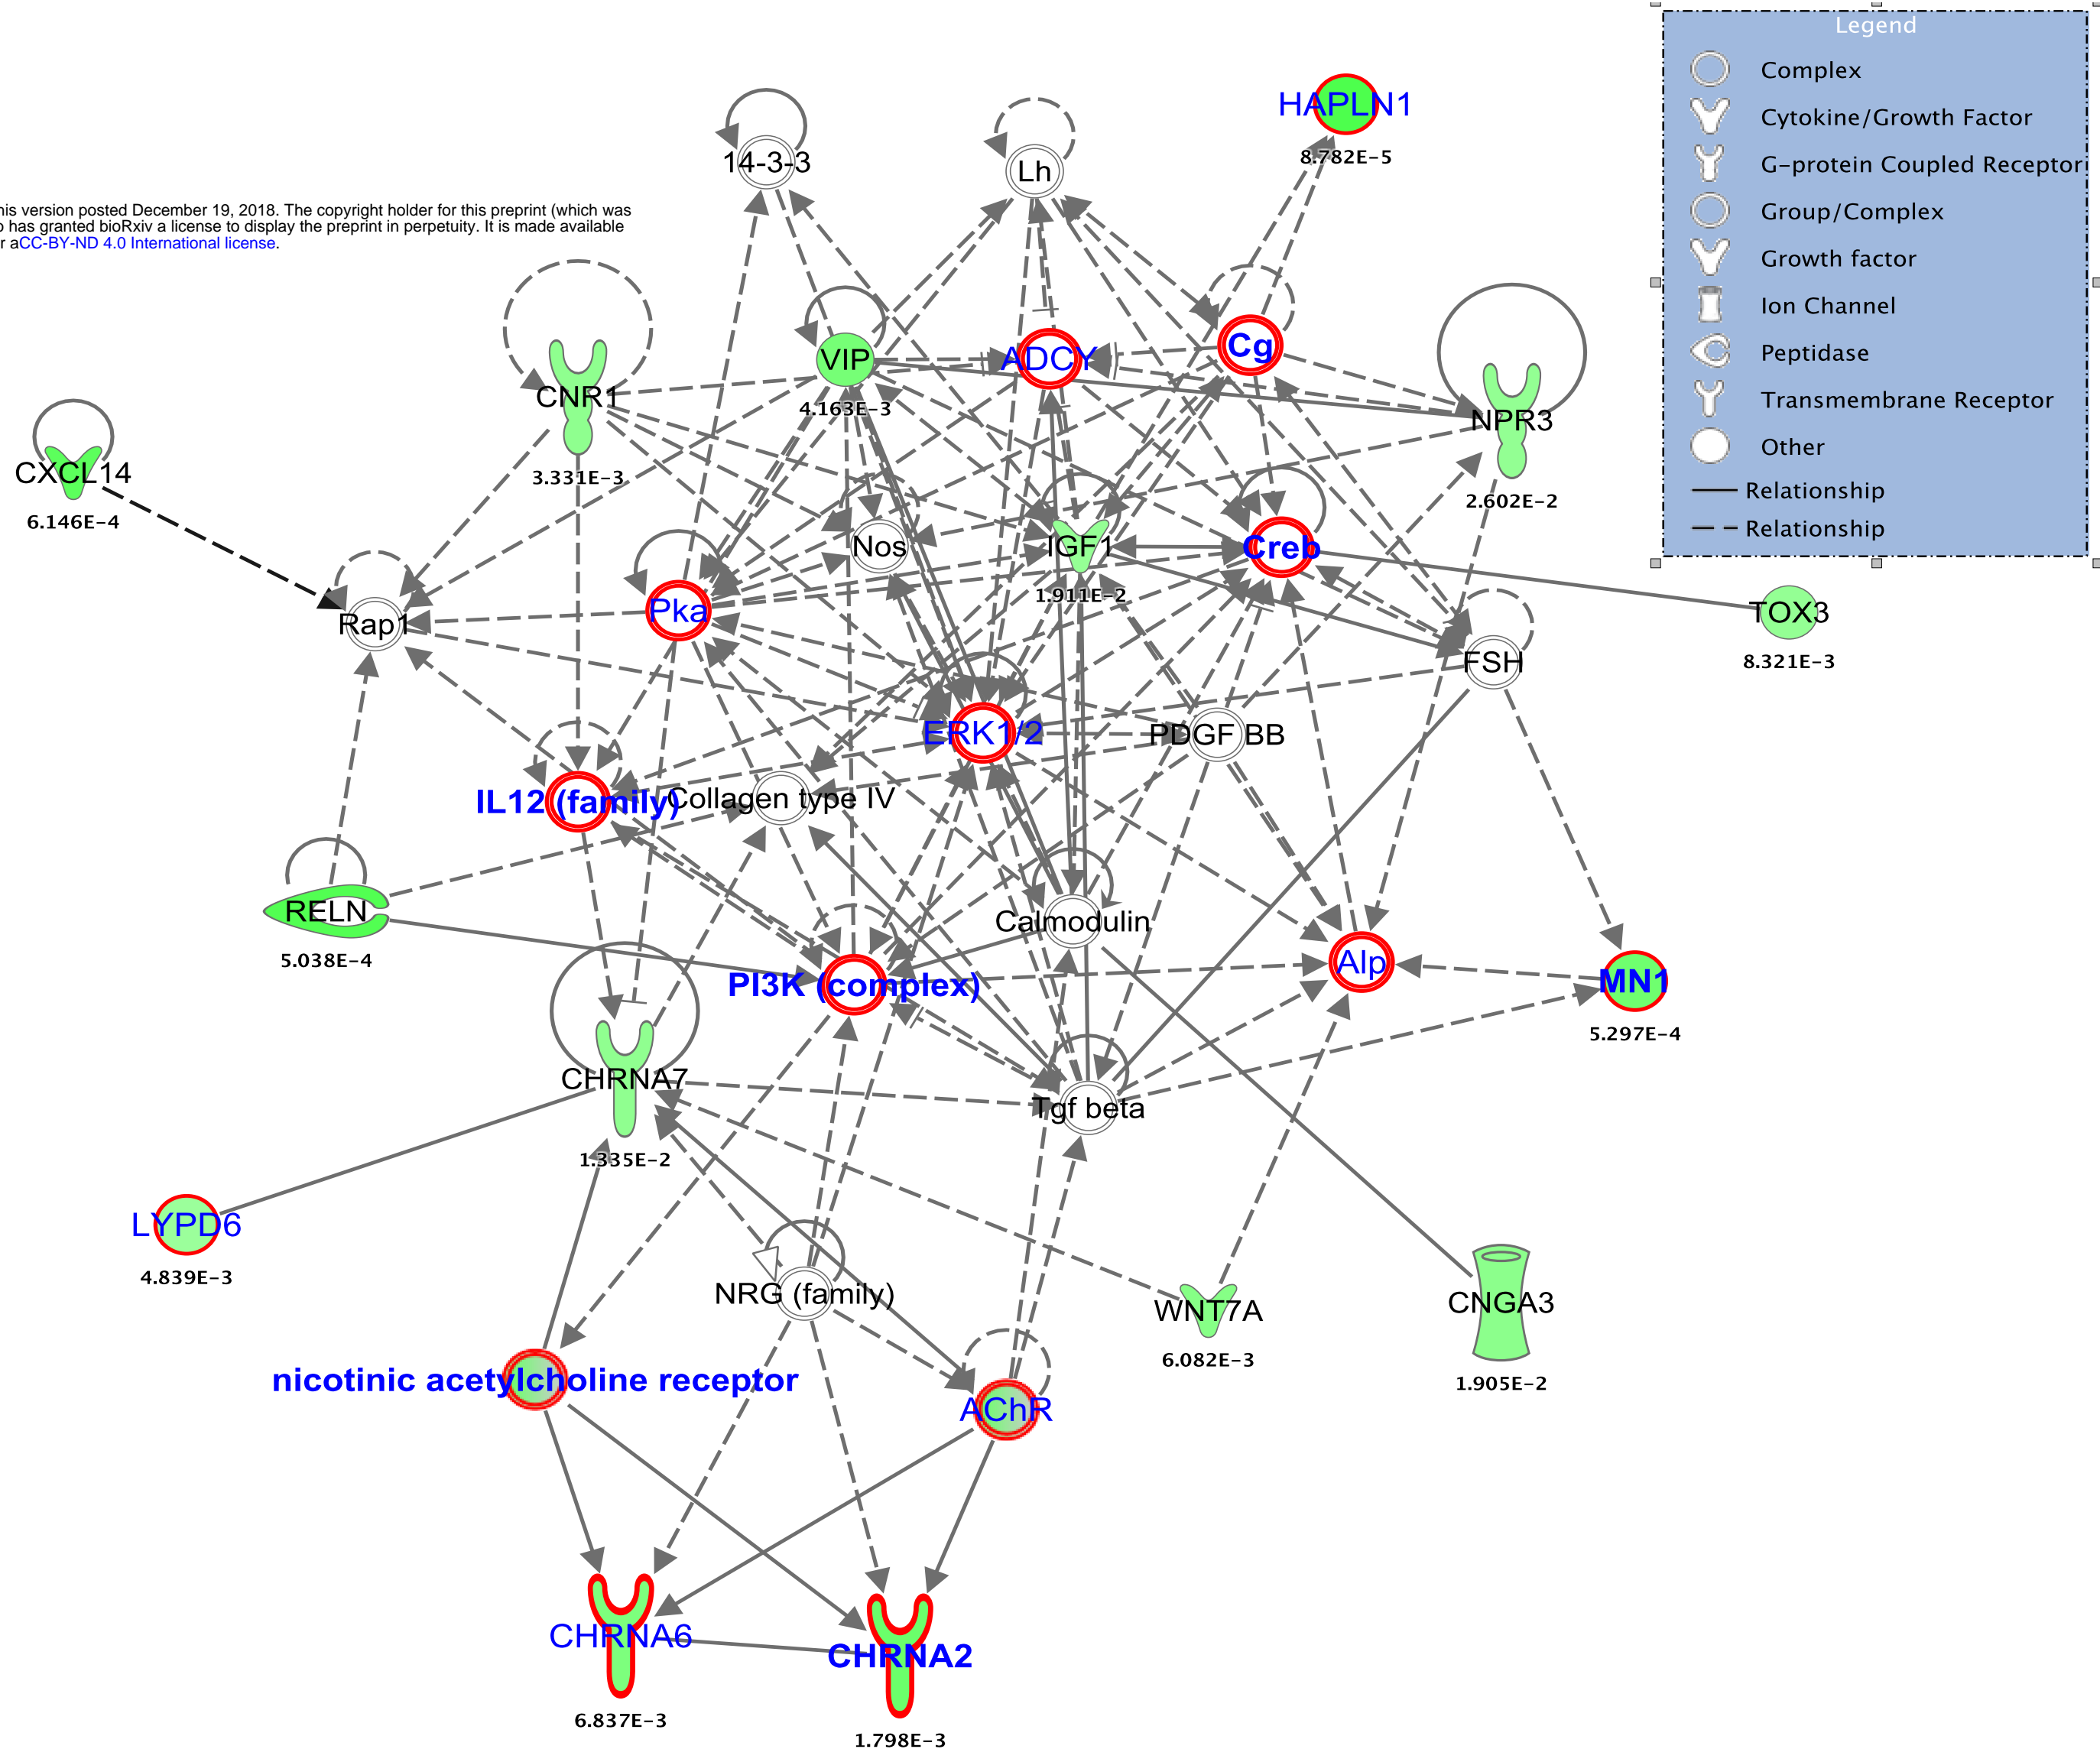 Legend
Complex
Cytokine/Growth Factor
G-protein Coupled Receptor
Group/Complex
Growth factor
Ion Channel
Peptidase
Transmembrane Receptor
Other
Relationship
Relationship
HAPLN1
8.782E-5
14-3-3
Lh
his version posted December 19, 2018. The copyright holder for this preprint (which was
o has granted bioRxiv a license to display the preprint in perpetuity. It is made available
r aCC-BY-ND 4.0 International license.
VIP
4.163E-3
ADCY
Cg
CNR1
3.331E-3
NPR3
2.602E-2
CXCL14
6.146E-4
Nos
IGF1
1.911E-2
Creb
Pka
Rap1
TOX3
8.321E-3
FSH
ERK1/2
PDGF BB
IL12 (family)
Collagen type IV
RELN
5.038E-4
Calmodulin
PI3K (complex)
Alp
MN1
5.297E-4
CHRNA7
1.335E-2
Tgf beta
LYPD6
4.839E-3
NRG (family)
WNT7A
6.082E-3
CNGA3
1.905E-2
nicotinic acetylcholine receptor
AChR
CHRNA6
6.837E-3
CHRNA2
1.798E-3